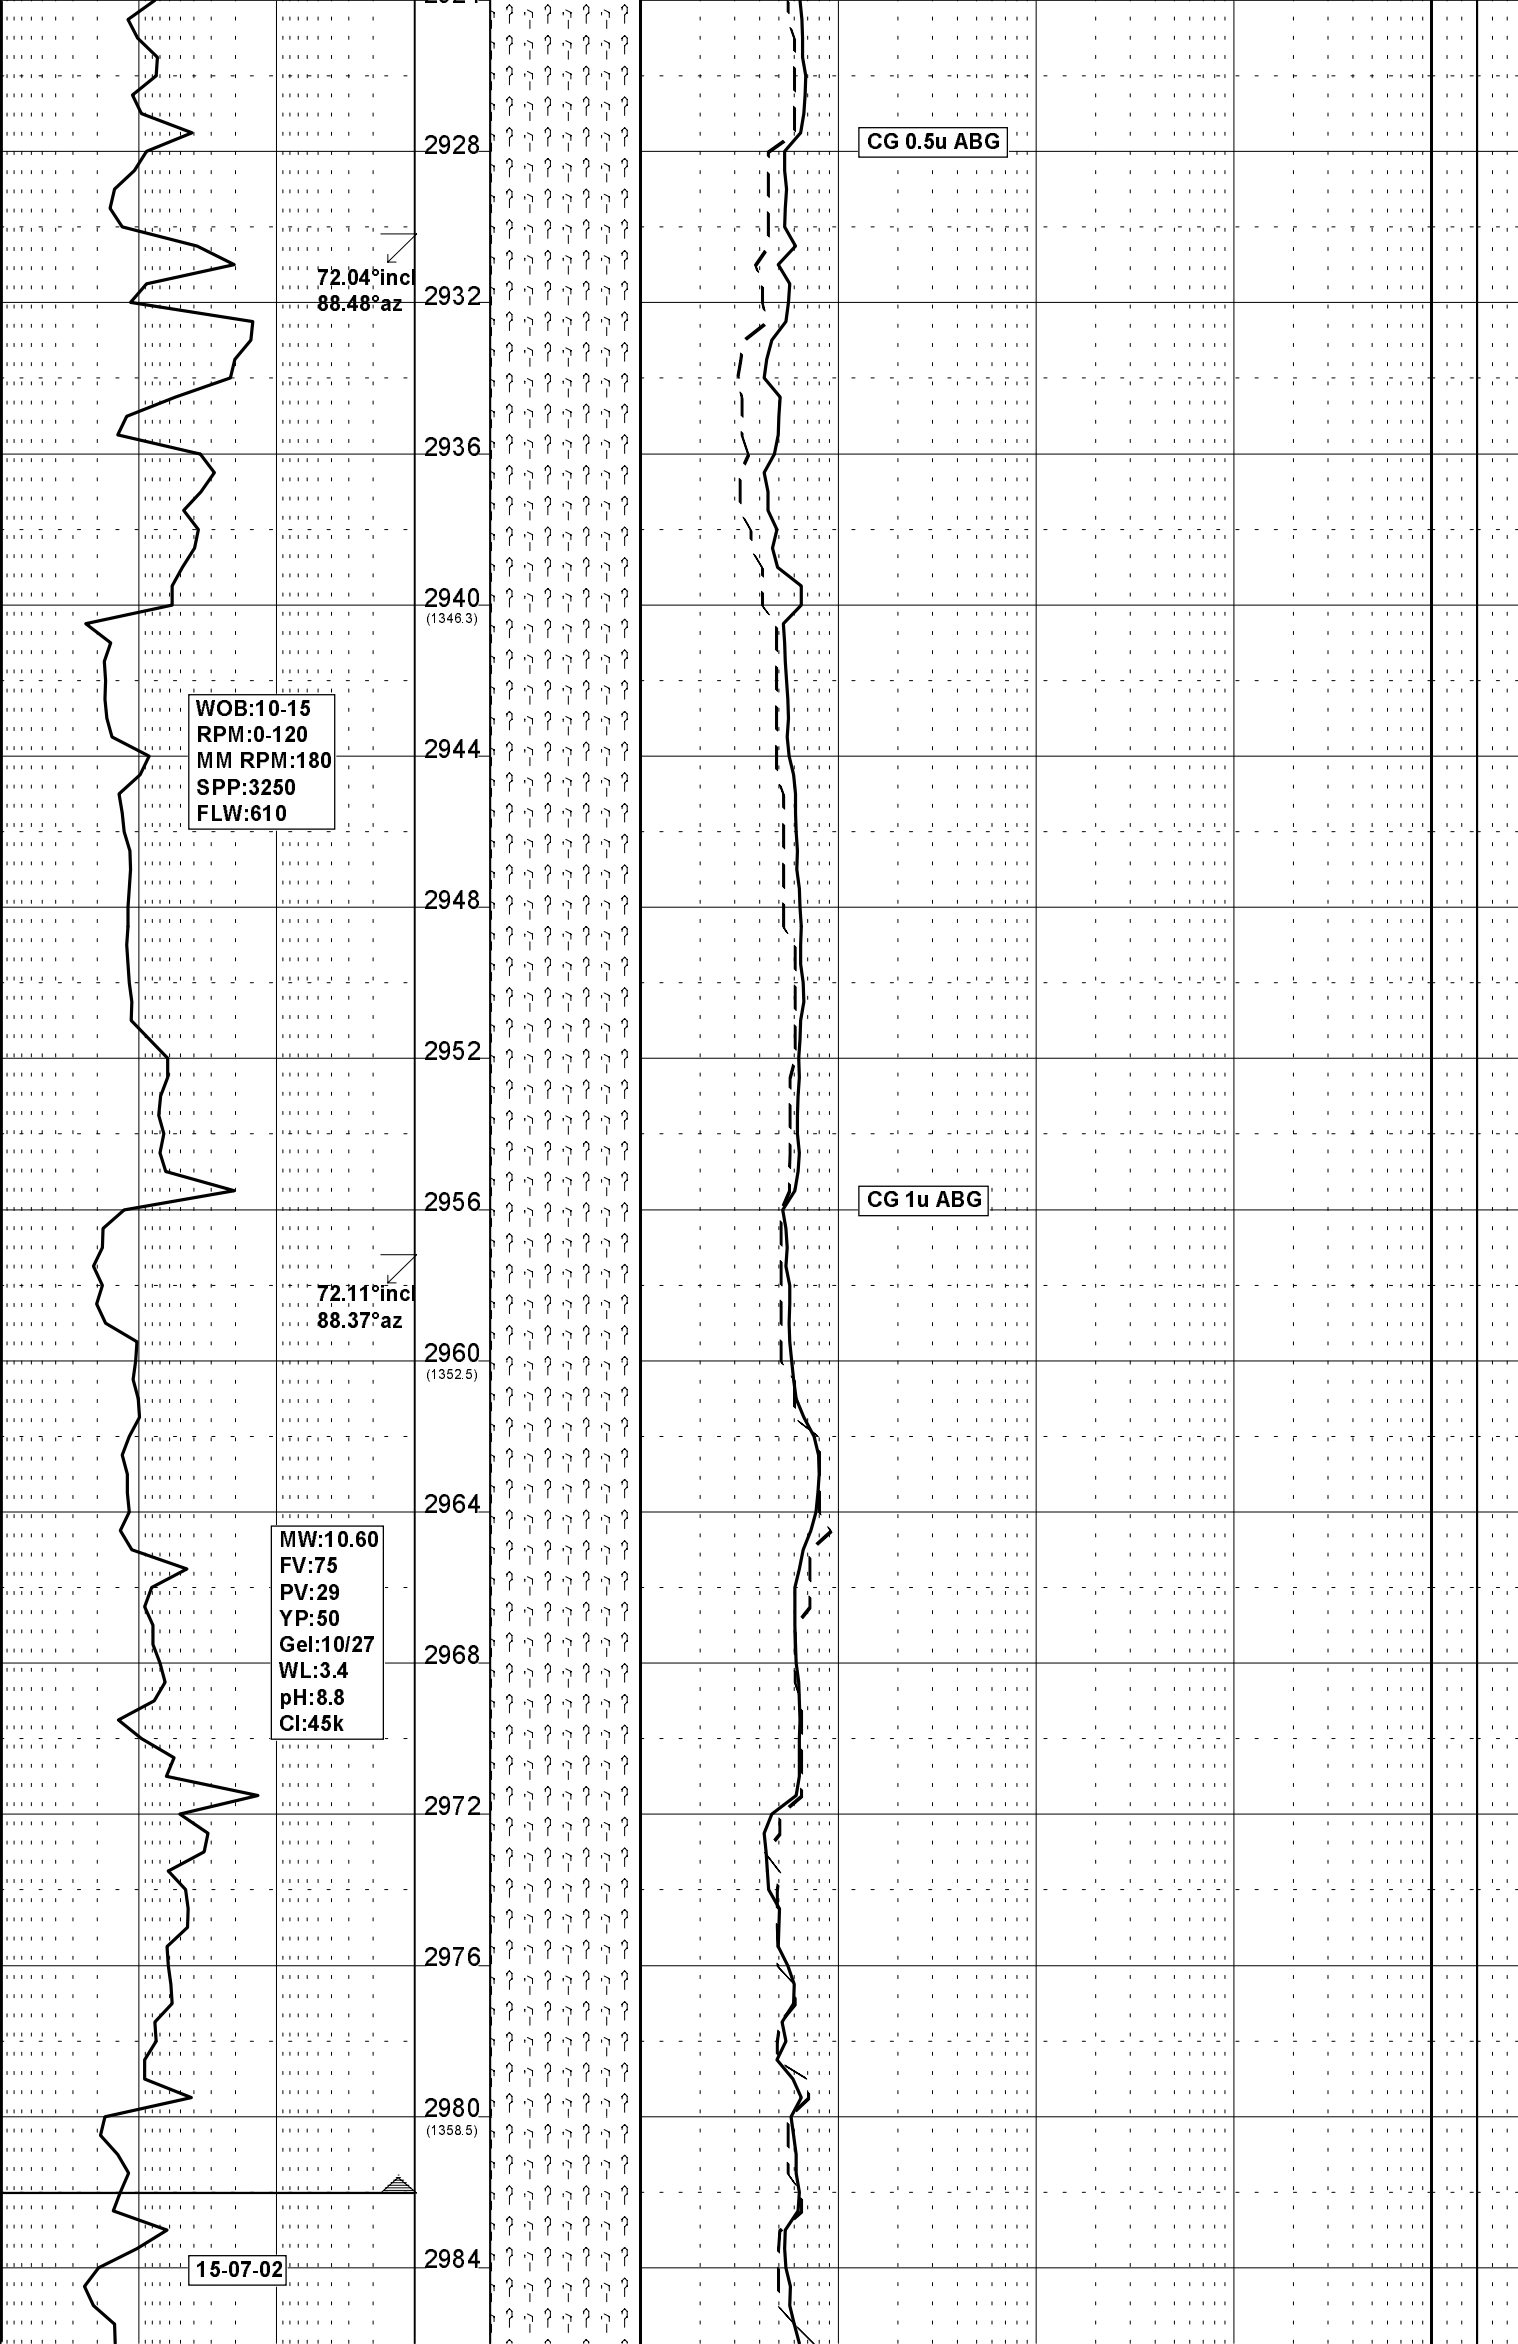 CG 0.5u ABG
2928
72.04°incl
88.48°az
2932
2936
2940
(1346.3)
WOB:10-15
RPM:0-120
MM RPM:180
SPP:3250
FLW:610
2944
2948
2952
2956
CG 1u ABG
72.11°incl
88.37°az
2960
(1352.5)
2964
MW:10.60
FV:75
PV:29
YP:50
Gel:10/27
WL:3.4
pH:8.8
Cl:45k
2968
2972
2976
2980
(1358.5)
2984
15-07-02